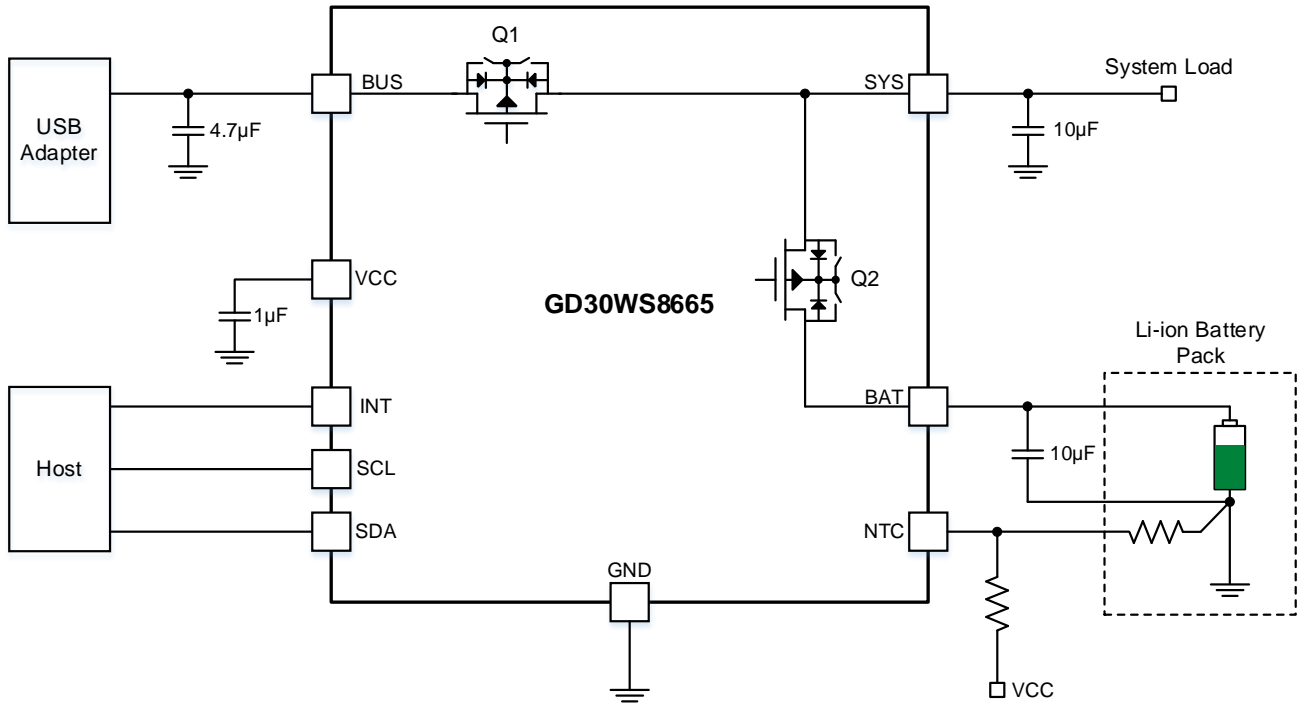 Q1
BUS
SYS
System Load
USB
Adapter
4.7µF
10µF
VCC
Q2
1µF
GD30WS8665
Li-ion Battery
Pack
INT
BAT
Host
SCL
10µF
SDA
NTC
GND
VCC